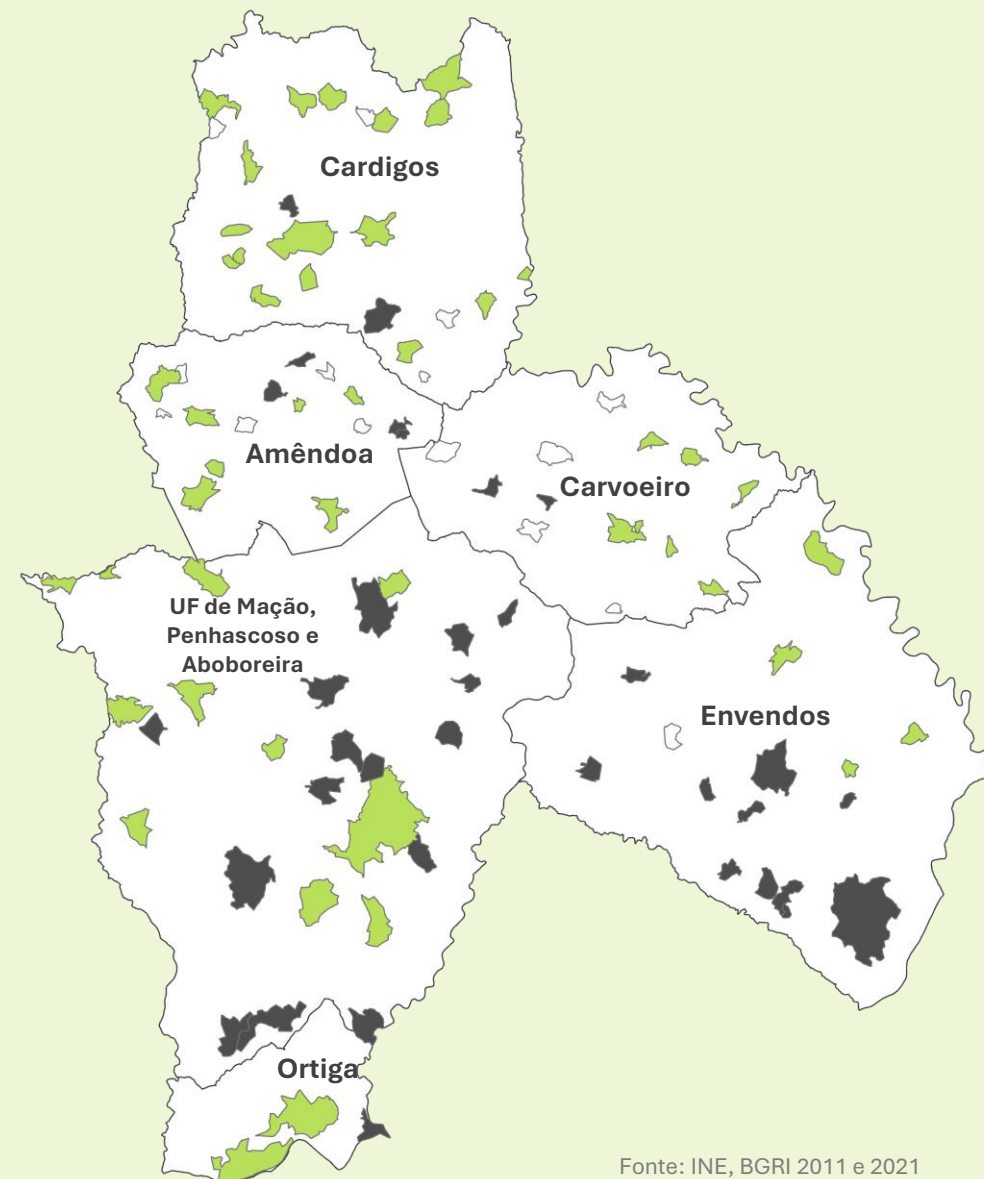 Cardigos
Amêndoa
Carvoeiro
UF de Mação,
Penhascoso e
Aboboreira
Envendos
Ortiga
Fonte: INE, BGRI 2011 e 2021